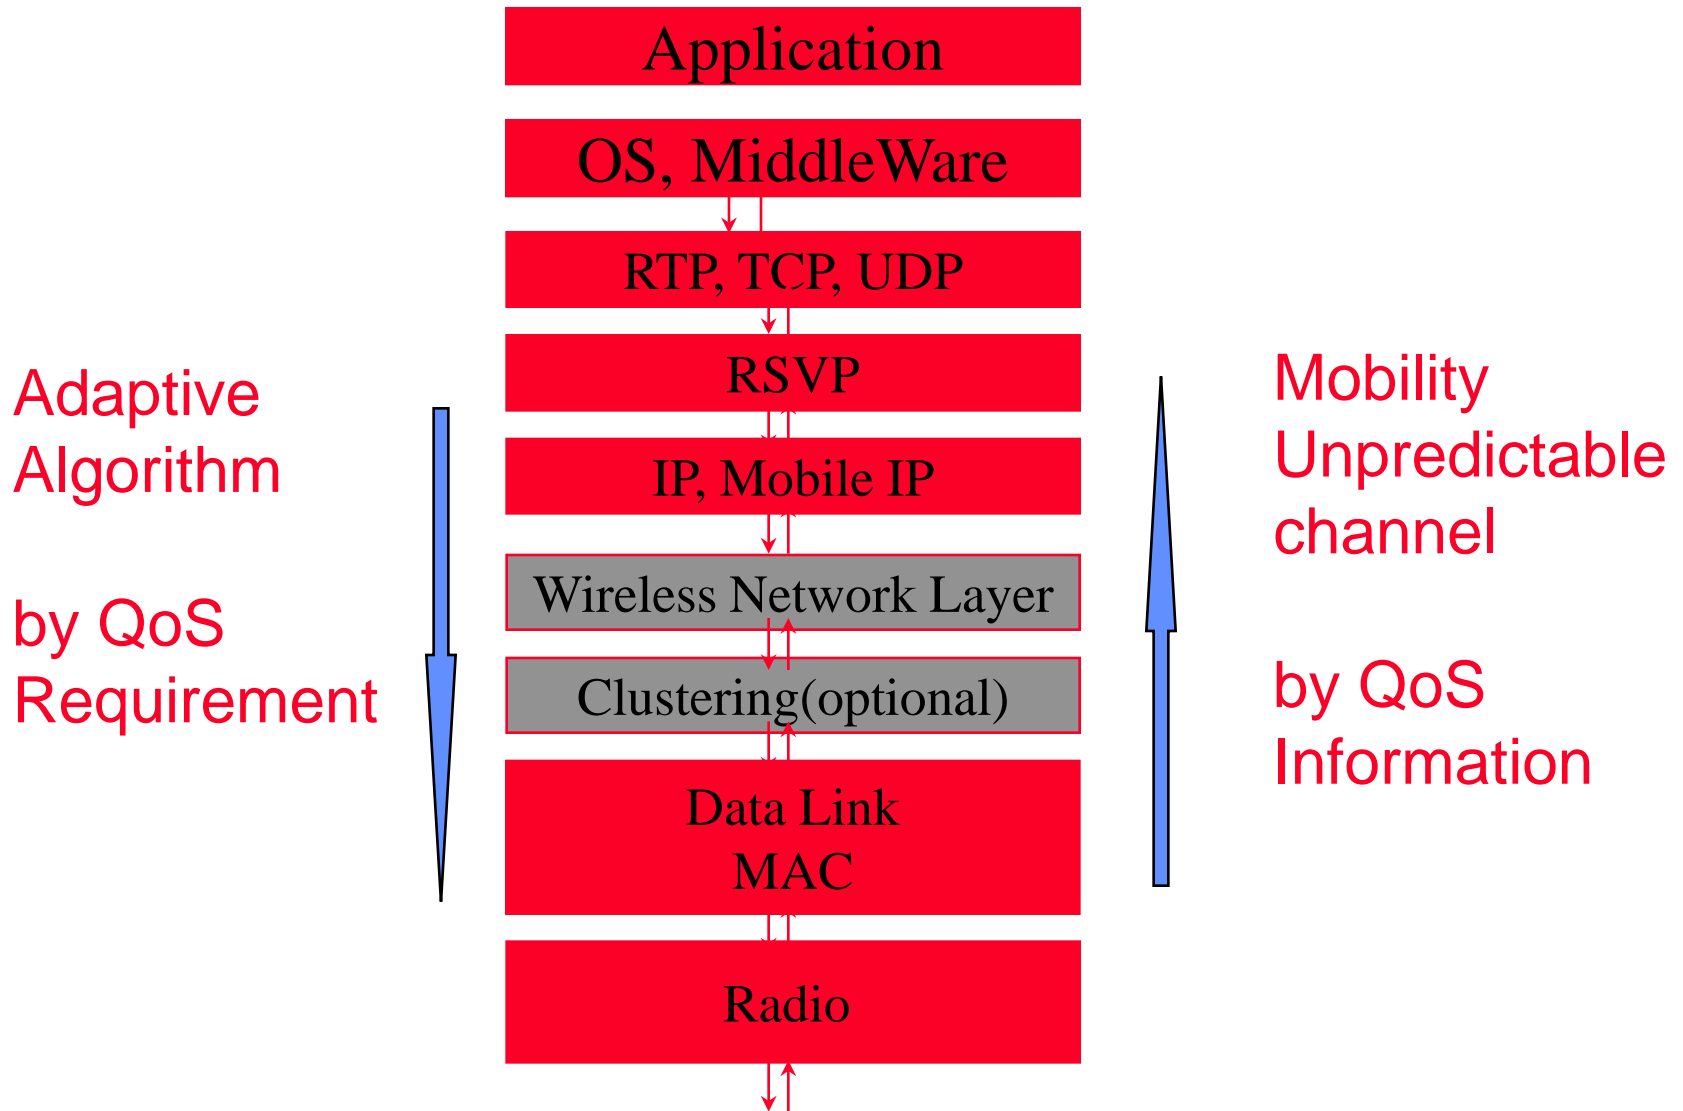 Application
OS, MiddleWare
RTP, TCP, UDP
RSVP
IP, Mobile IP
Wireless Network Layer
Clustering(optional)
Data Link
MAC
Radio
Adaptive
Algorithm
by QoS
Requirement
Mobility
Unpredictable
channel
by QoS
Information